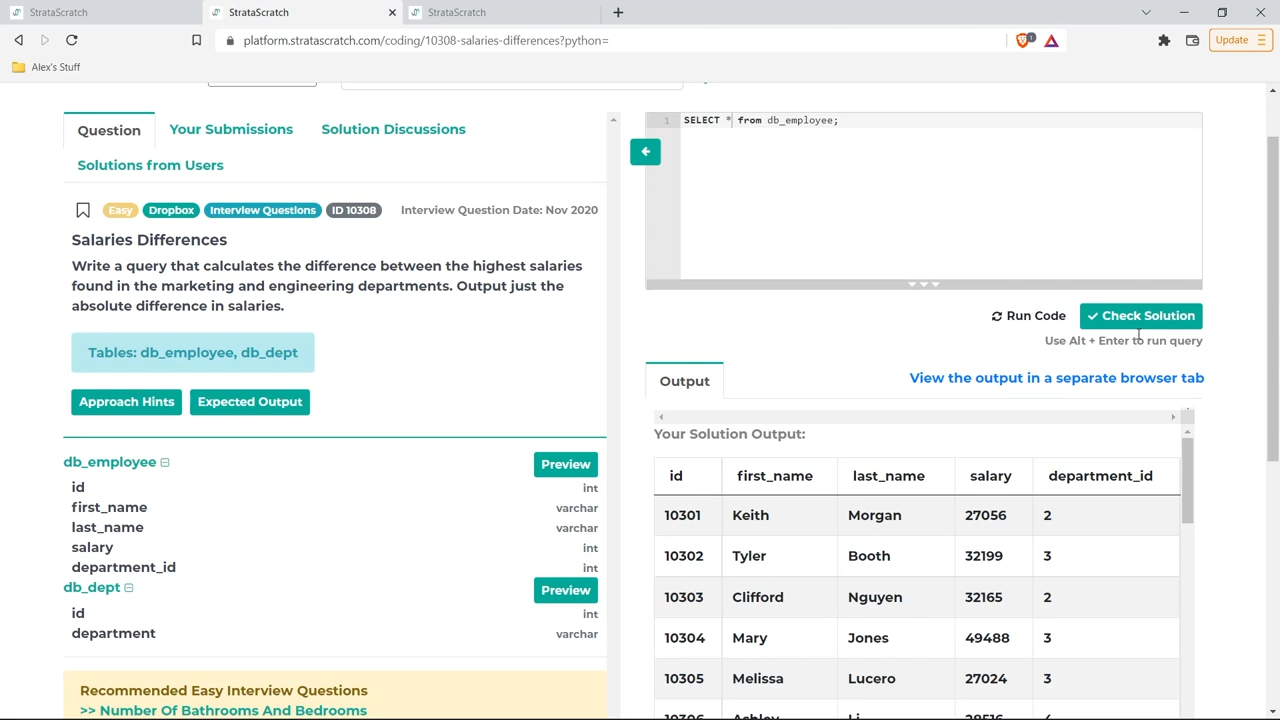 StrataScratch
StrataScratch
StrataScratch
platform.stratascratch.com/coding/10308-salaries-differences?python=
1
Update
Alex's Stuff
Question
Your Submissions
Solution Discussions
Solutions from Users
Easy
Dropbox
Interview Questions
ID 10308
Interview Question Date: Nov 2020
Salaries Differences
Write a query that calculates the difference between the highest salaries
found in the marketing and engineering departments. Output just the
absolute difference in salaries.
Tables: db_employee, db_dept
Approach Hints
Expected Output
db_employee
Preview
id int
first_name varchar
last_name varchar
salary int
department_id int
db_dept
Preview
id int
department varchar
Recommended Easy Interview Questions
>> Number Of Bathrooms And Bedrooms
1 SELECT * from db_employee;
Run Code
Check Solution
Use Alt + Enter to run query
Output
View the output in a separate browser tab
Your Solution Output:
id first_name last_name salary department_id
10301 Keith Morgan 27056 2
10302 Tyler Booth 32199 3
10303 Clifford Nguyen 32165 2
10304 Mary Jones 49488 3
10305 Melissa Lucero 27024 3
10306 Ashley Li 28516 4